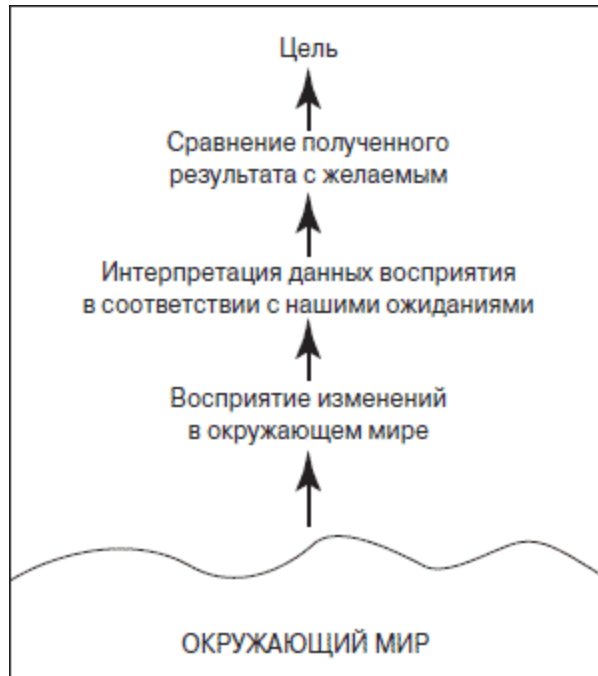 Цель
Сравнение полученного
результата с желаемым
Интерпретация данных восприятия
в соответствии с нашими ожиданиями
Восприятие изменений
в окружающем мире
ОКРУЖАЮЩИЙ МИР